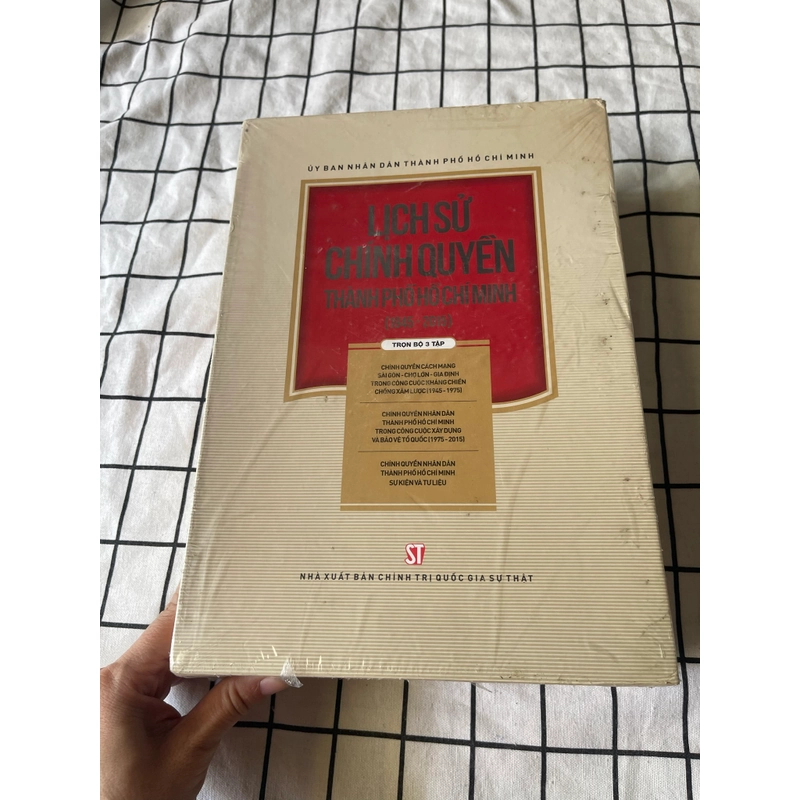 ỦY BAN NHÂN DÂN THÀNH PHỐ HỒ CHÍ MINH
LỊCH SỬ
CHÍNH QUYỀN
THÀNH PHỐ HỒ CHÍ MINH
TRỌN BỘ 3 TẬP
CHÍNH QUYỀN CÁCH MẠNG
SÀI GÒN - CHỢ LỚN - GIA ĐỊNH
TRONG CÔNG CUỘC KHÁNG CHIẾN
CHỐNG XÂM LƯỢC (1945-1975)
CHÍNH QUYỀN NHÂN DÂN
THÀNH PHỐ HỒ CHÍ MINH
TRONG CÔNG CUỘC XÂY DỰNG
VÀ BẢO VỆ TỔ QUỐC (1975-2015)
CHÍNH QUYỀN NHÂN DÂN
THÀNH PHỐ HỒ CHÍ MINH
SỰ KIỆN VÀ TƯ LIỆU
ST
NHÀ XUẤT BẢN CHÍNH TRỊ QUỐC GIA SỰ THẬT